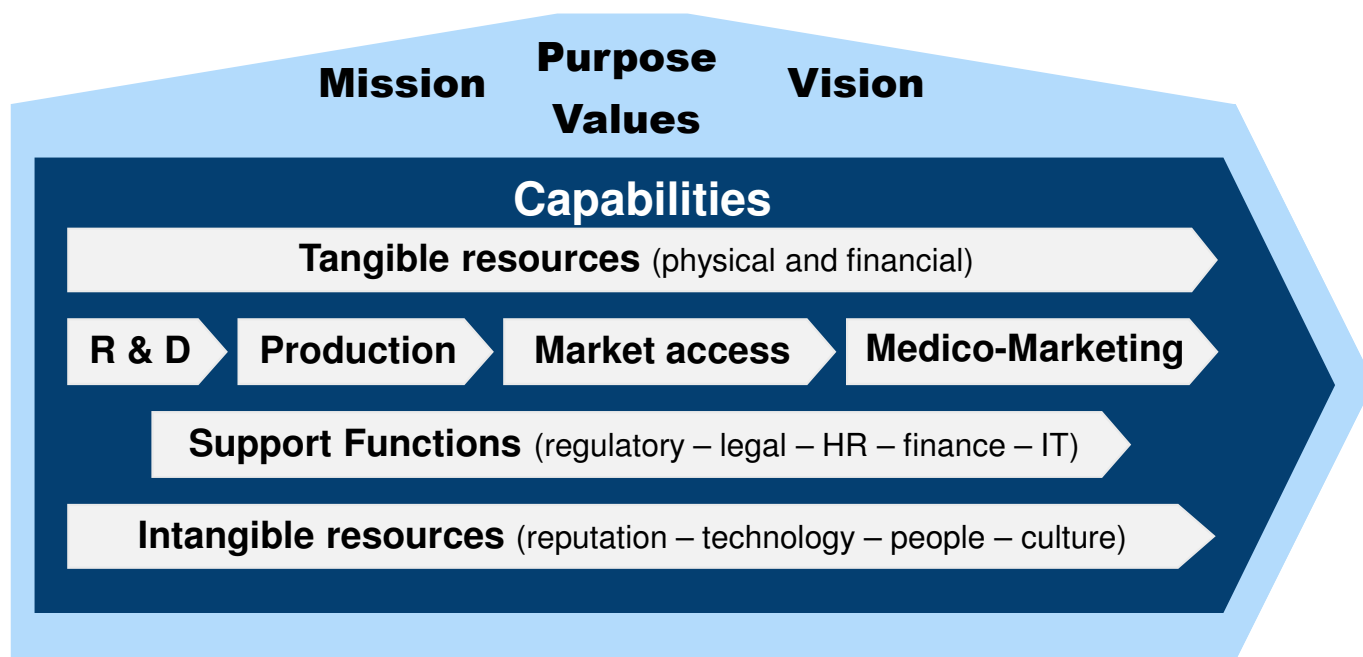 Mission
Purpose
Values
Vision
Capabilities
Tangible resources (physical and financial)
R & D
Production
Market access
Medico-Marketing
Support Functions (regulatory – legal – HR – finance – IT)
Intangible resources (reputation – technology – people – culture)